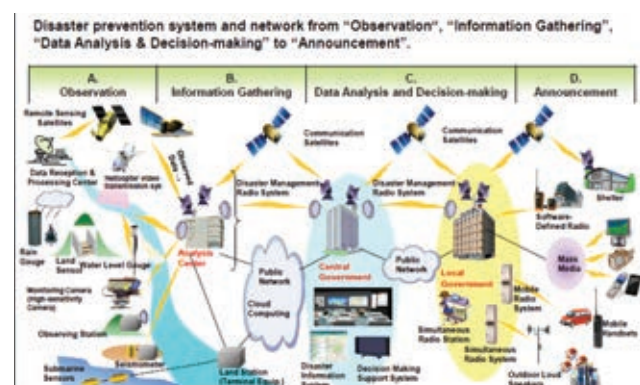 Disaster prevention system and network from “Observation“, “Information Gathering”,
“Data Analysis & Decision-making” to “Announcement”.
A.
Observation
B.
Information Gathering
C.
Data Analysis and Decision-making
D.
Announcement
Remote Sensing
Satellites
Observed
Data
Communication
Satellites
Communication
Satellites
Data Reception &
Processing Center
Helicopter video
transmission sys
Disaster Management
Radio System
Disaster Management
Radio System
Shelter
Software-
Defined Radio
Rain
Gauge
Land
Sensor
Water Level Gauge
Analysis
Center
Public
Network
Central
Government
Public
Network
Local
Government
Mass
Media
Monitoring Camera
(High-sensitivity
Camera)
Cloud
Computing
Mobile
Radio
System
Mobile
Handsets
Observing Station
Simultaneous
Radio Station
Simultaneous
Radio System
Seismometer
Submarine
Sensors
Land Station
(Terminal Equip.)
Disaster
Information
Decision Making
Support System
Outdoor Loud